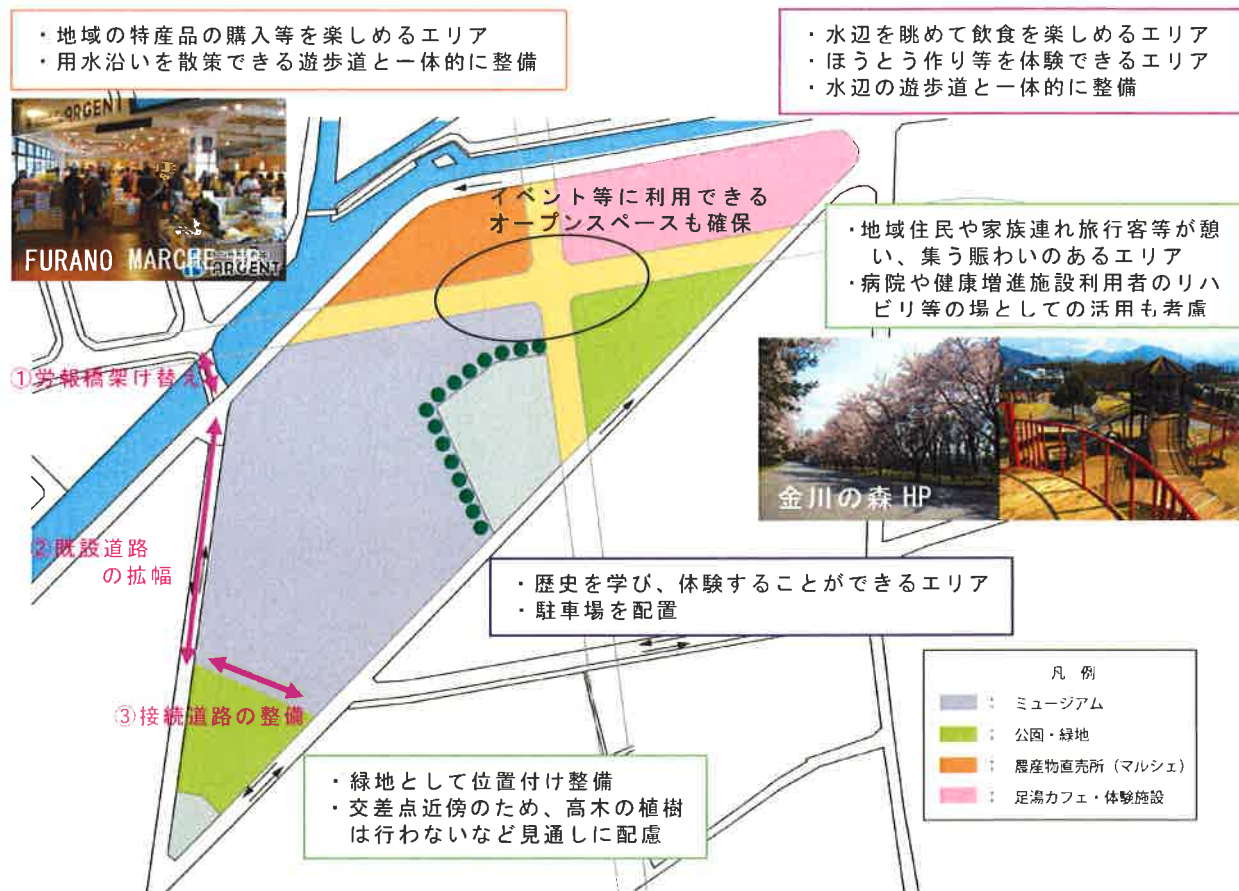 ・地域の特産品の購入等を楽しめるエリア
・用水沿いを散策できる遊歩道と一体的に整備
・水辺を眺めて飲食を楽しめるエリア
・ほうとう作り等を体験できるエリア
・水辺の遊歩道と一体的に整備
ARGENT
FURANO MARCHE HP
ARGENT
イベント等に利用できる
オープンスペースも確保
・地域住民や家族連れ旅行客等が憩
い、集う賑わいのあるエリア
・病院や健康増進施設利用者のリハ
ビリ等の場としての活用も考慮
①労報橋架け替え
金川の森 HP
②既設道路
の拡幅
・歴史を学び、体験することができるエリア
・駐車場を配置
③接続道路の整備
凡 例
： ミュージアム
： 公園・緑地
： 農産物直売所（マルシェ）
： 足湯カフェ・体験施設
・緑地として位置付け整備
・交差点近傍のため、高木の植樹
は行わないなど見通しに配慮